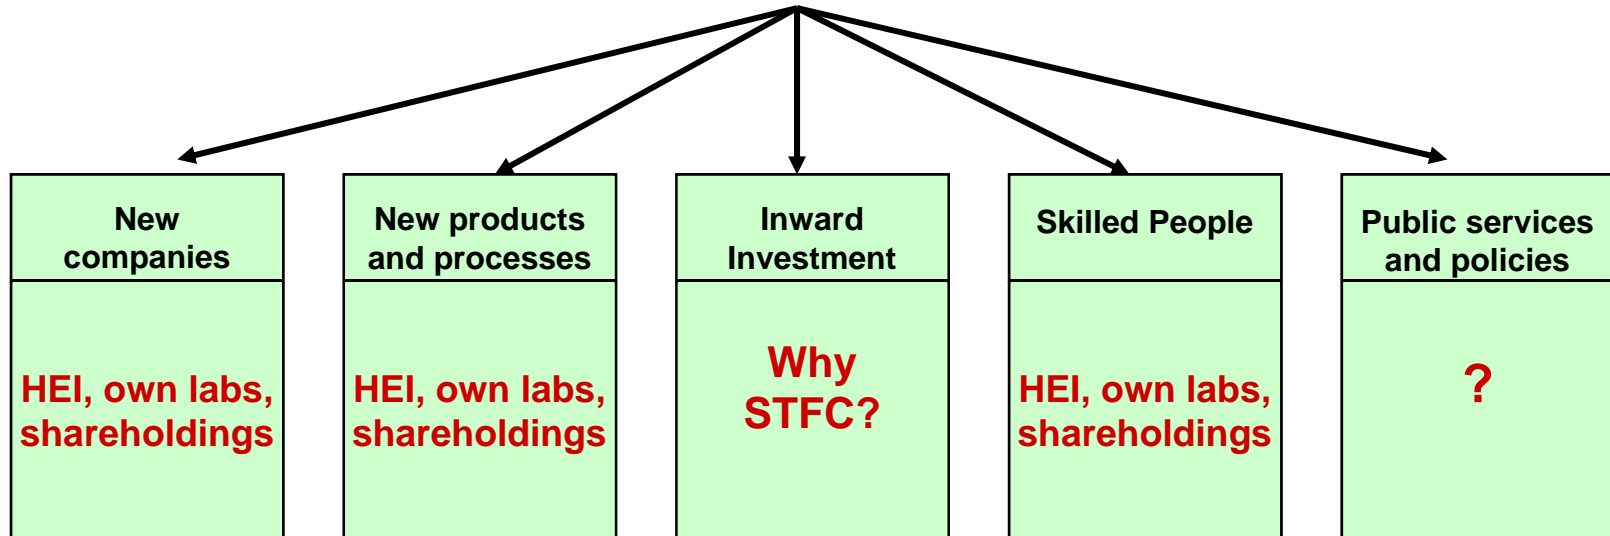 New
companies
New products
and processes
Inward
Investment
Skilled People
Public services
and policies
HEI, own labs,
shareholdings
HEI, own labs,
shareholdings
Why
STFC?
HEI, own labs,
shareholdings
?